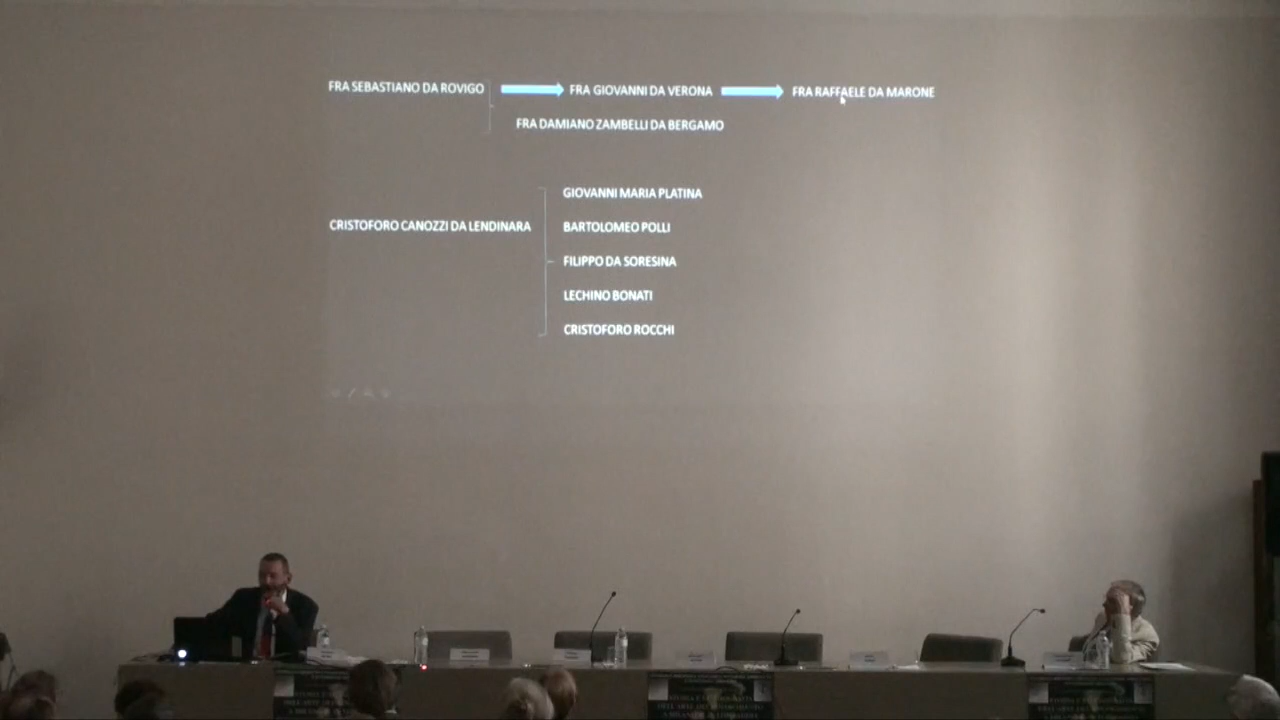 FRA SEBASTIANO DA ROVIGO
FRA GIOVANNI DA VERONA
FRA RAFFAELE DA MARONE
FRA DAMIANO ZAMBELLI DA BERGAMO
CRISTOFORO CANOZZI DA LENDINARA
GIOVANNI MARIA PLATINA
BARTOLOMEO POLLI
FILIPPO DA SORESINA
LECHINO BONATI
CRISTOFORO ROCCHI